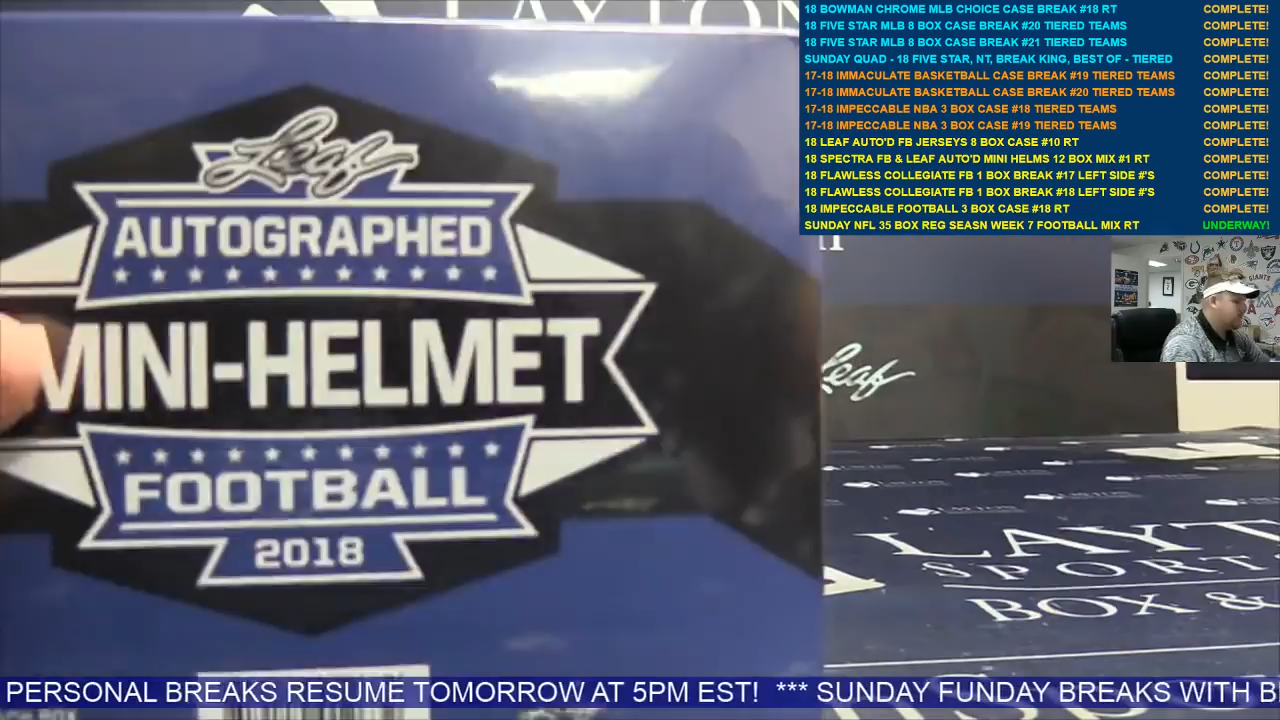 18 BOWMAN CHROME MLB CHOICE CASE BREAK #18 RT COMPLETE!
18 FIVE STAR MLB 8 BOX CASE BREAK #20 TIERED TEAMS COMPLETE!
18 FIVE STAR MLB 8 BOX CASE BREAK #21 TIERED TEAMS COMPLETE!
SUNDAY QUAD - 18 FIVE STAR, NT, BREAK KING, BEST OF - TIERED COMPLETE!
17-18 IMMACULATE BASKETBALL CASE BREAK #19 TIERED TEAMS COMPLETE!
17-18 IMMACULATE BASKETBALL CASE BREAK #20 TIERED TEAMS COMPLETE!
17-18 IMPECCABLE NBA 3 BOX CASE #18 TIERED TEAMS COMPLETE!
17-18 IMPECCABLE NBA 3 BOX CASE #19 TIERED TEAMS COMPLETE!
18 LEAF AUTO'D FB JERSEYS 8 BOX CASE #10 RT COMPLETE!
18 SPECTRA FB & LEAF AUTO'D MINI HELMS 12 BOX MIX #1 RT COMPLETE!
18 FLAWLESS COLLEGIATE FB 1 BOX BREAK #17 LEFT SIDE #'S COMPLETE!
18 FLAWLESS COLLEGIATE FB 1 BOX BREAK #18 LEFT SIDE #'S COMPLETE!
18 IMPECCABLE FOOTBALL 3 BOX CASE #18 RT COMPLETE!
SUNDAY NFL 35 BOX REG SEASN WEEK 7 FOOTBALL MIX RT UNDERWAY!
Leaf
AUTOGRAPHED
MINI-HELMET
FOOTBALL
2018
Leaf
LAYT
SPORT
BOX &
PERSONAL BREAKS RESUME TOMORROW AT 5PM EST! *** SUNDAY FUNDAY BREAKS WITH B